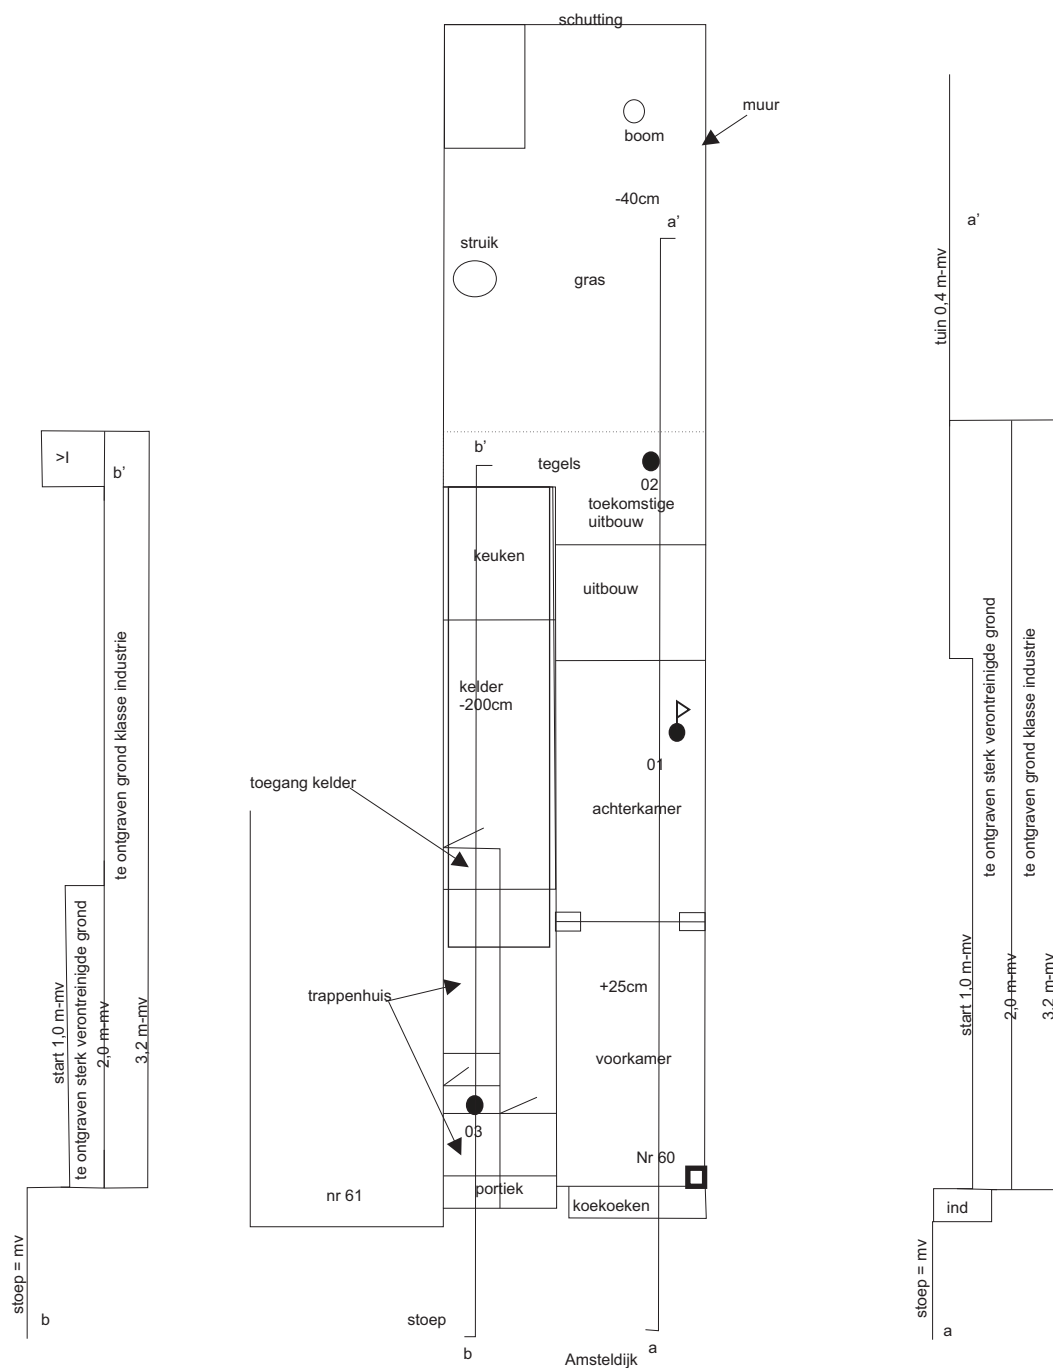 schutting
muur
boom
-40cm
a'
a'
struik
gras
tuin 0,4 m-mv
b'
>I
b'
tegels
02
toekomstige
uitbouw
keuken
uitbouw
te ontgraven grond klasse industrie
te ontgraven sterk verontreinigde grond
te ontgraven grond klasse industrie
kelder
-200cm
01
toegang kelder
achterkamer
te ontgraven sterk verontreinigde grond
start 1,0 m-mv
2,0 m-mv
3,2 m-mv
trappenhuis
+25cm
start 1.0 m-mv
2,0 m-mv
3,2 m-mv
voorkamer
03
Nr 60
nr 61
portiek
koekoeken
ind
stoep = mv
b
stoep
b
Amsteldijk
a
stoep = mv
a